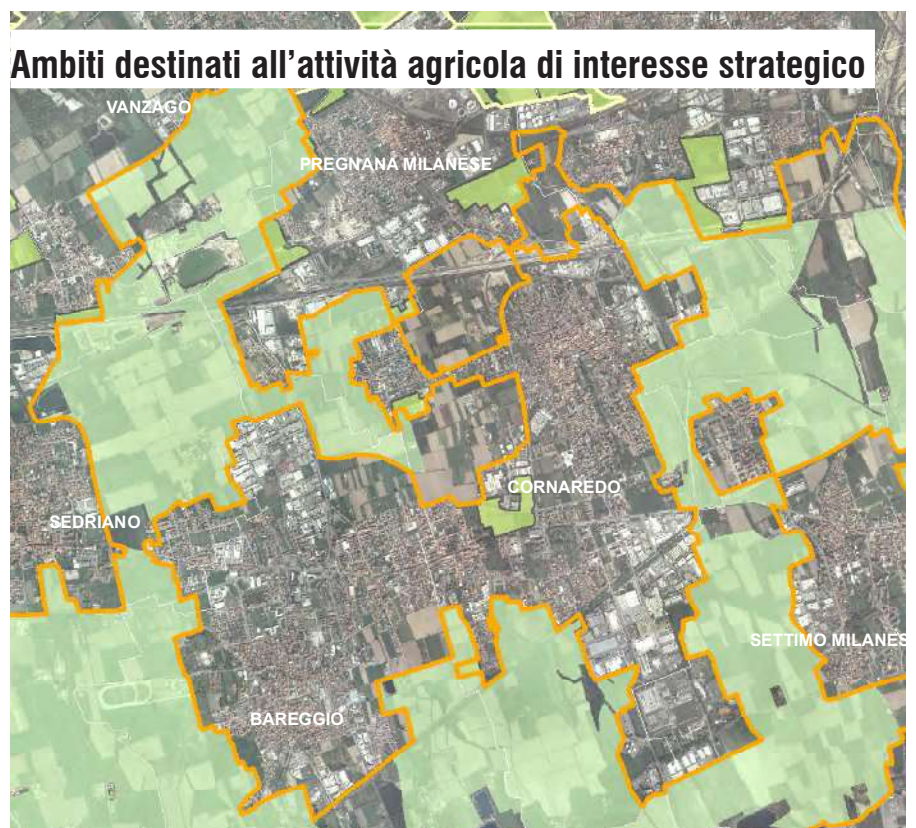 Ambiti destinati all’attività agricola di interesse strategico
VANZAGO
PREGNANA MILANESE
CORNAREDO
SEDRIANO
SETTIMO MILANES
BAREGGIO